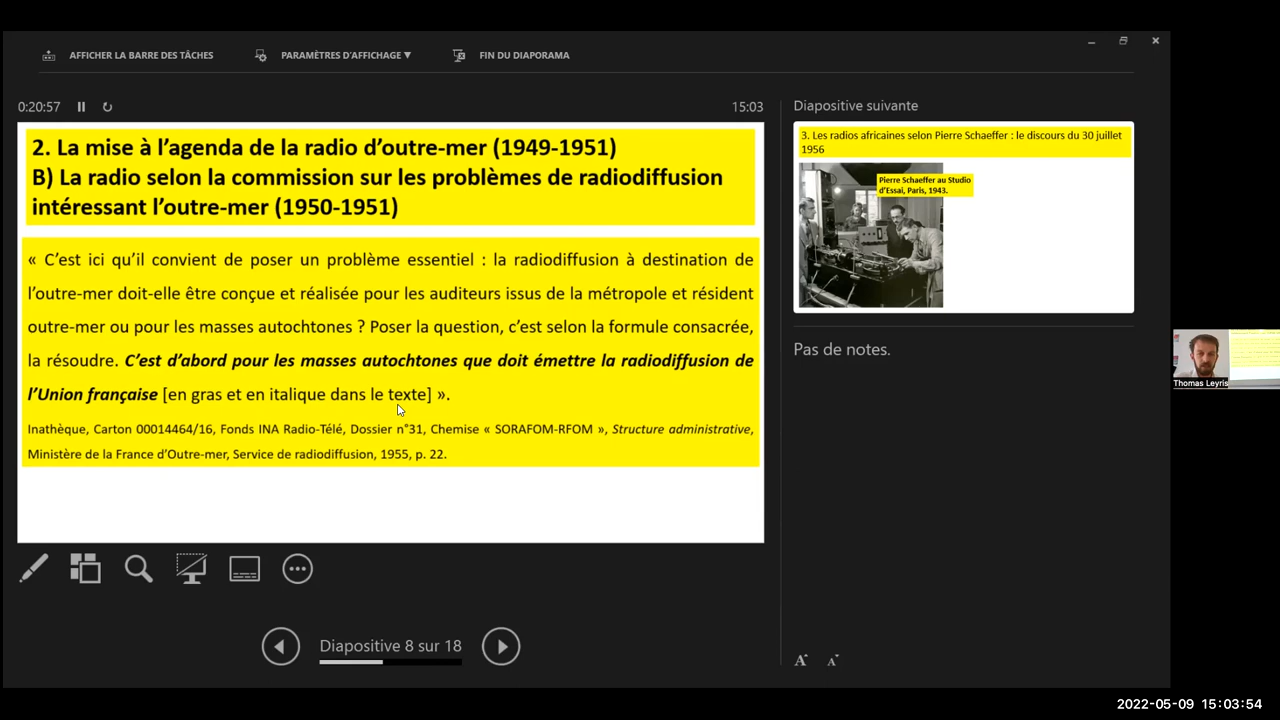 AFFICHER LA BARRE DES TÂCHES
PARAMÈTRES D'AFFICHAGE ▼
FIN DU DIAPORAMA
0:20:57
15:03
2. La mise à l’agenda de la radio d’outre-mer (1949-1951)
B) La radio selon la commission sur les problèmes de radiodiffusion
intéressant l’outre-mer (1950-1951)
« C’est ici qu’il convient de poser un problème essentiel : la radiodiffusion à destination de
l’outre-mer doit-elle être conçue et réalisée pour les auditeurs issus de la métropole et résident
outre-mer ou pour les masses autochtones ? Poser la question, c’est selon la formule consacrée,
la résoudre. C’est d’abord pour les masses autochtones que doit émettre la radiodiffusion de
l’Union française [en gras et en italique dans le texte] ».
Inathèque, Carton 00014464/16, Fonds INA Radio-Télé, Dossier n°31, Chemise « SORAFOM-RFOM », Structure administrative,
Ministère de la France d’Outre-mer, Service de radiodiffusion, 1955, p. 22.
Diapositive 8 sur 18
Diapositive suivante
3. Les radios africaines selon Pierre Schaeffer : le discours du 30 juillet
1956
Pierre Schaeffer au Studio
d’Essai, Paris, 1943.
Pas de notes.
A A
Thomas Leyris
2022-05-09 15:03:54